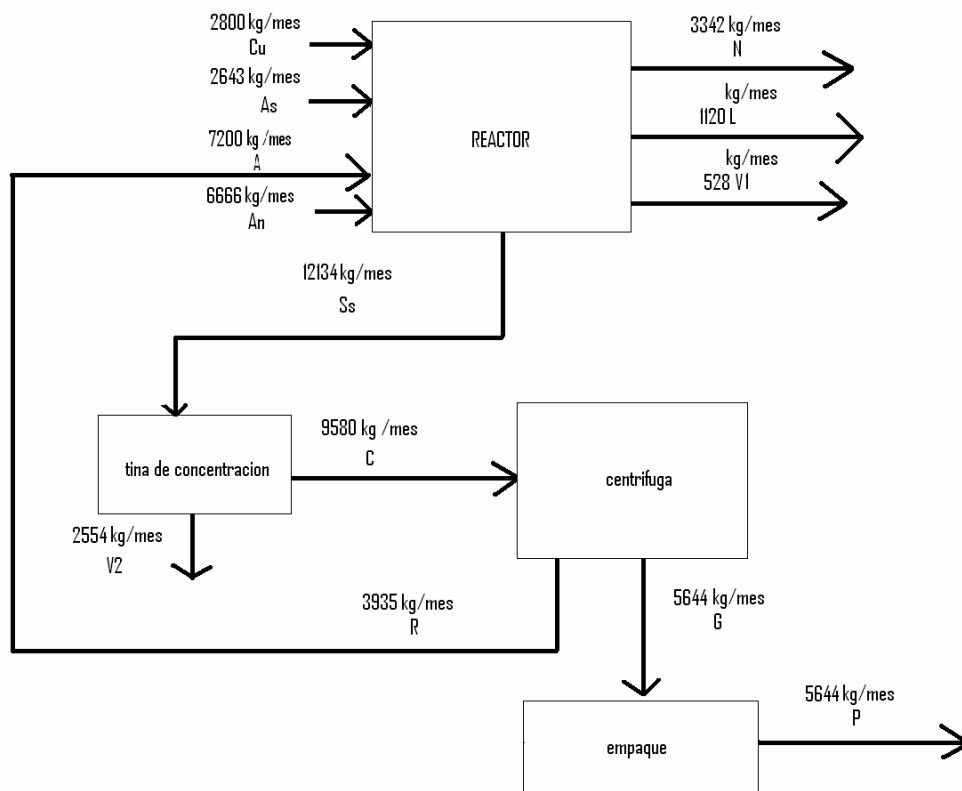 2800 kg/mes
Cu
2643 kg/mes
As
7200 kg /mes
A
6666 kg/mes
An
REACTOR
3342 kg/mes
N
kg/mes
1120 L
kg/mes
528 V1
12134 kg/mes
Ss
tina de concentracion
9580 kg /mes
C
centrifuga
2554 kg/mes
V2
3935 kg/mes
R
5644 kg/mes
G
empaque
5644 kg/mes
P